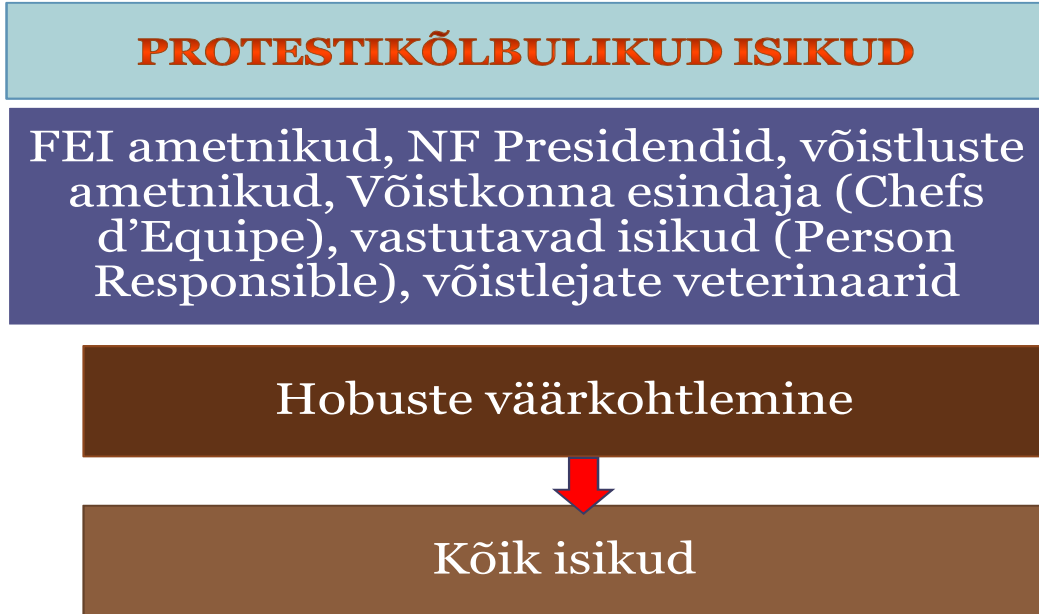 PROTESTIKÕLBULIKUD ISIKUD
FEI ametnikud, NF Presidendid, võistluste
ametnikud, Võistkonna esindaja (Chefs
d’Equipe), vastutavad isikud (Person
Responsible), võistlejate veterinaarid
Hobuste väärkohtlemine
Kõik isikud